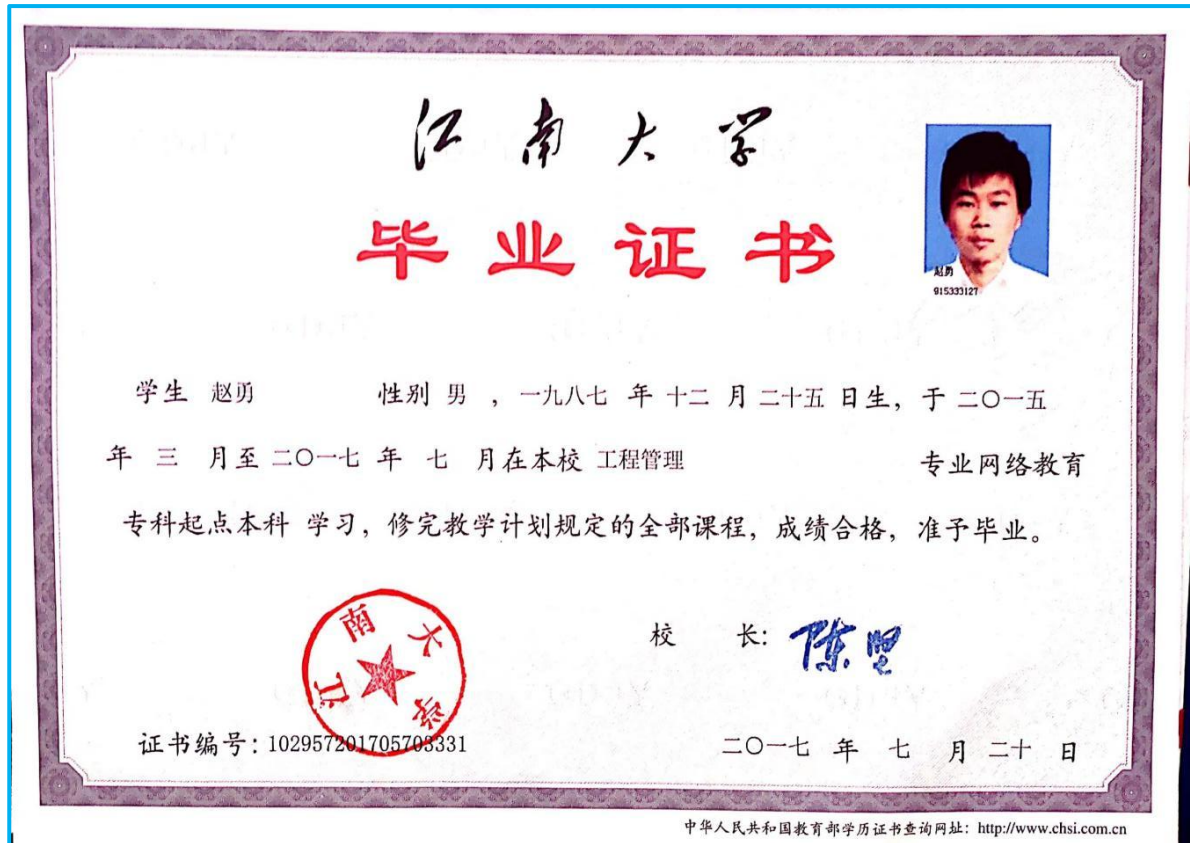 江南大学
毕业证书
赵勇
915333127
学生 赵勇 性别 男 ，一九八七 年 十二 月 二十五 日生，于 二〇一五
年 三 月至 二〇一七 年 七 月在本校 工程管理 专业网络教育
专科起点本科 学习，修完教学计划规定的全部课程，成绩合格，准予毕业。
江南大学
校 长：陈坚
证书编号：102957201705703331
二〇一七 年 七 月 二十 日
中华人民共和国教育部学历证书查询网址：http://www.chsi.com.cn